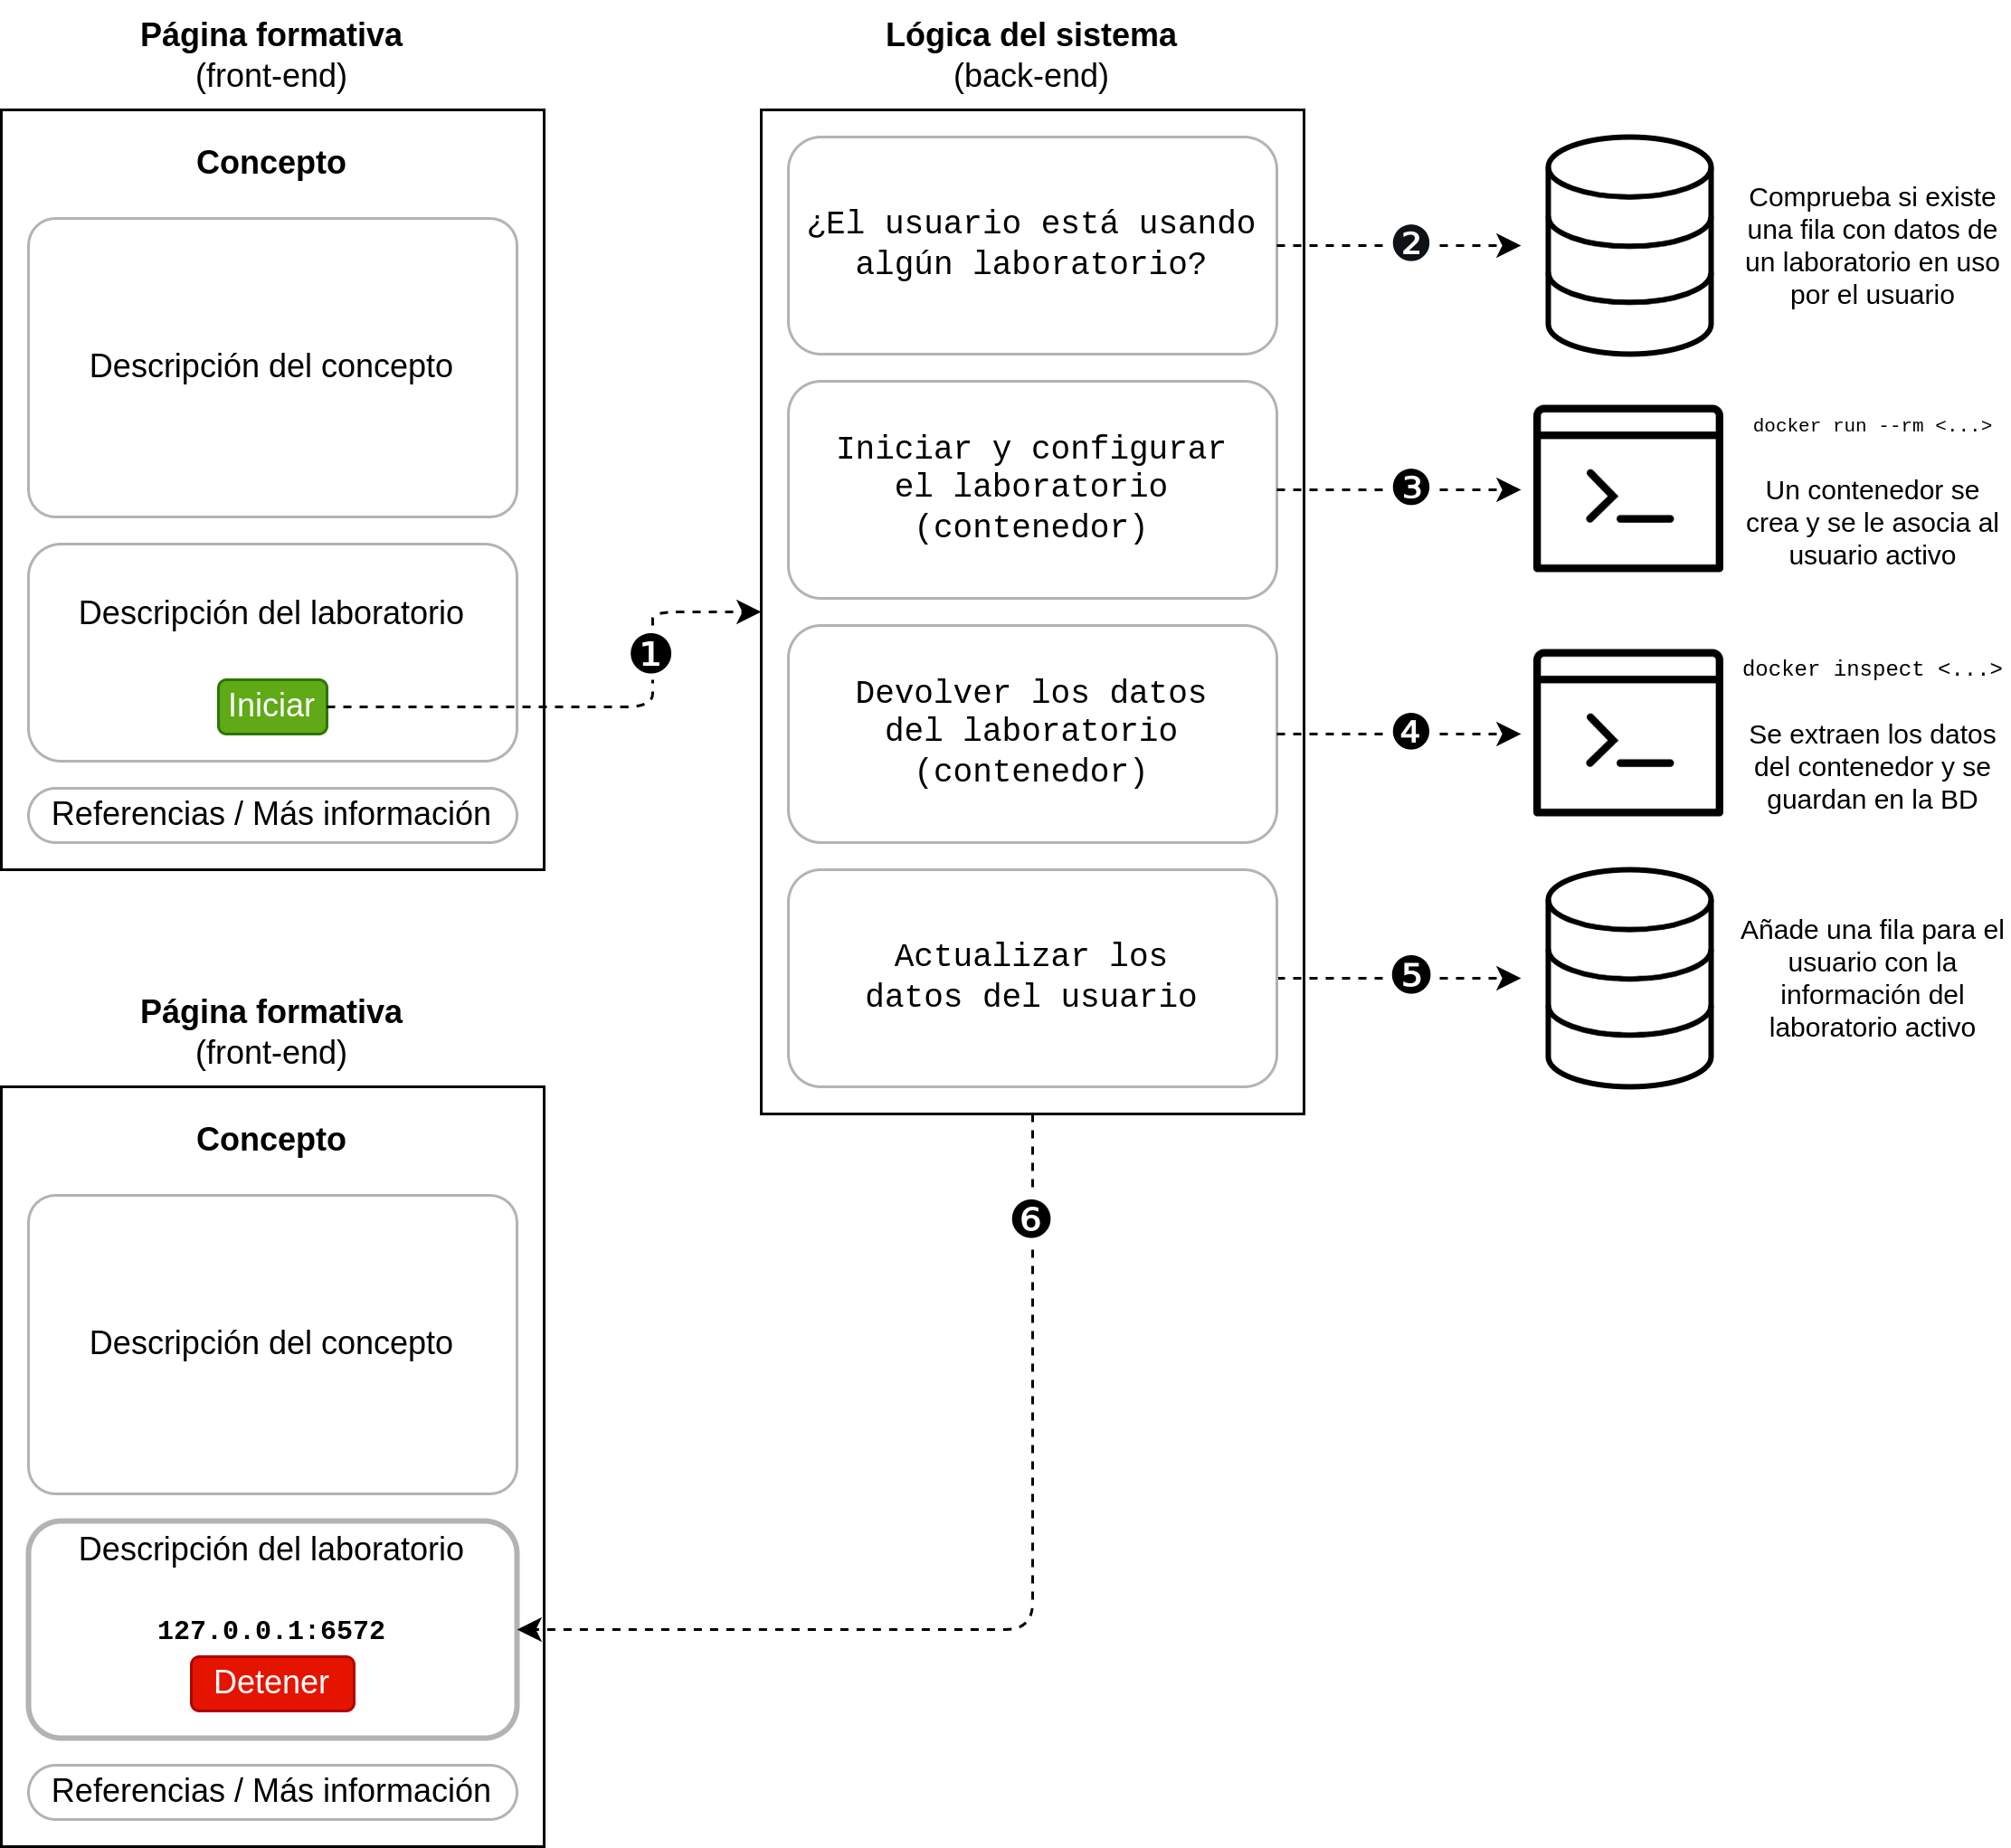 Página formativa
(front-end)
Concepto
Descripción del concepto
Descripción del laboratorio
Iniciar
Referencias / Más información
❶
Lógica del sistema
(back-end)
¿El usuario está usando
algún laboratorio?
❷
Comprueba si existe
una fila con datos de
un laboratorio en uso
por el usuario
Iniciar y configurar
el laboratorio
(contenedor)
❸
docker run --rm <...>
Un contenedor se
crea y se le asocia al
usuario activo
Devolver los datos
del laboratorio
(contenedor)
❹
docker inspect <...>
Se extraen los datos
del contenedor y se
guardan en la BD
Actualizar los
datos del usuario
❺
Añade una fila para el
usuario con la
información del
laboratorio activo
❻
Página formativa
(front-end)
Concepto
Descripción del concepto
Descripción del laboratorio
127.0.0.1:6572
Detener
Referencias / Más información